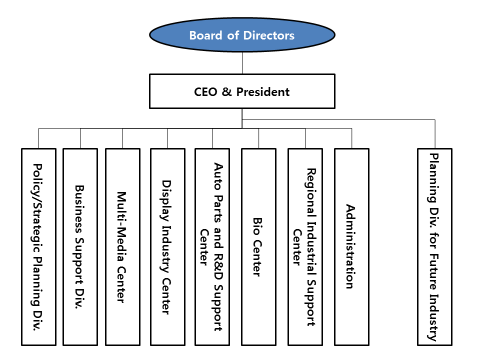 Board of Directors
CEO & President
Policy/Strategic Planning Div.
Business Support Div.
Multi-Media Center
Display Industry Center
Auto Parts and R&D Support
Center
Bio Center
Regional Industrial Support
Center
Administration
Planning Div. for Future Industry